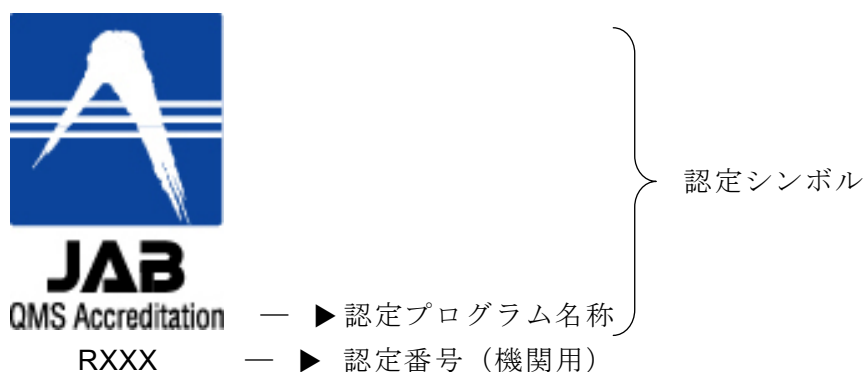 認定シンボル
JAB
QMS Accreditation ― ▶認定プログラム名称
RXXX ― ▶ 認定番号（機関用）